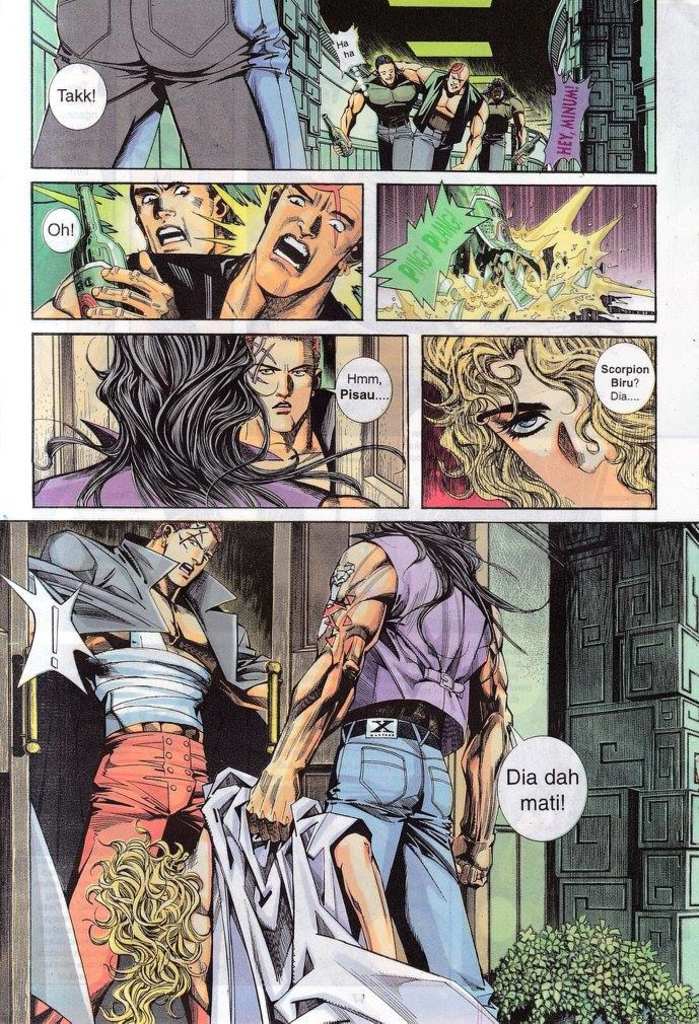 Takk!
Ha
ha
HEY, MINUM!
Oh!
PING! PLANG!
Hmm,
Pisau....
Scorpion
Biru?
Dia....
!
X
Dia dah
mati!